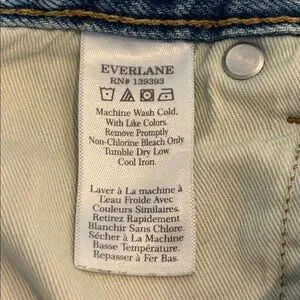 EVERLANE
RN# 139393
Machine Wash Cold,
With Like Colors.
Remove Promptly
Non-Chlorine Bleach Only
Tumble Dry Low
Cool Iron.
Laver à La machine à
L'eau Froide Avec
Couleurs Similaires.
Retirez Rapidement
Blanchir Sans Chlore.
Sécher à La Machine
Basse Température.
Repasser à Fer Bas.